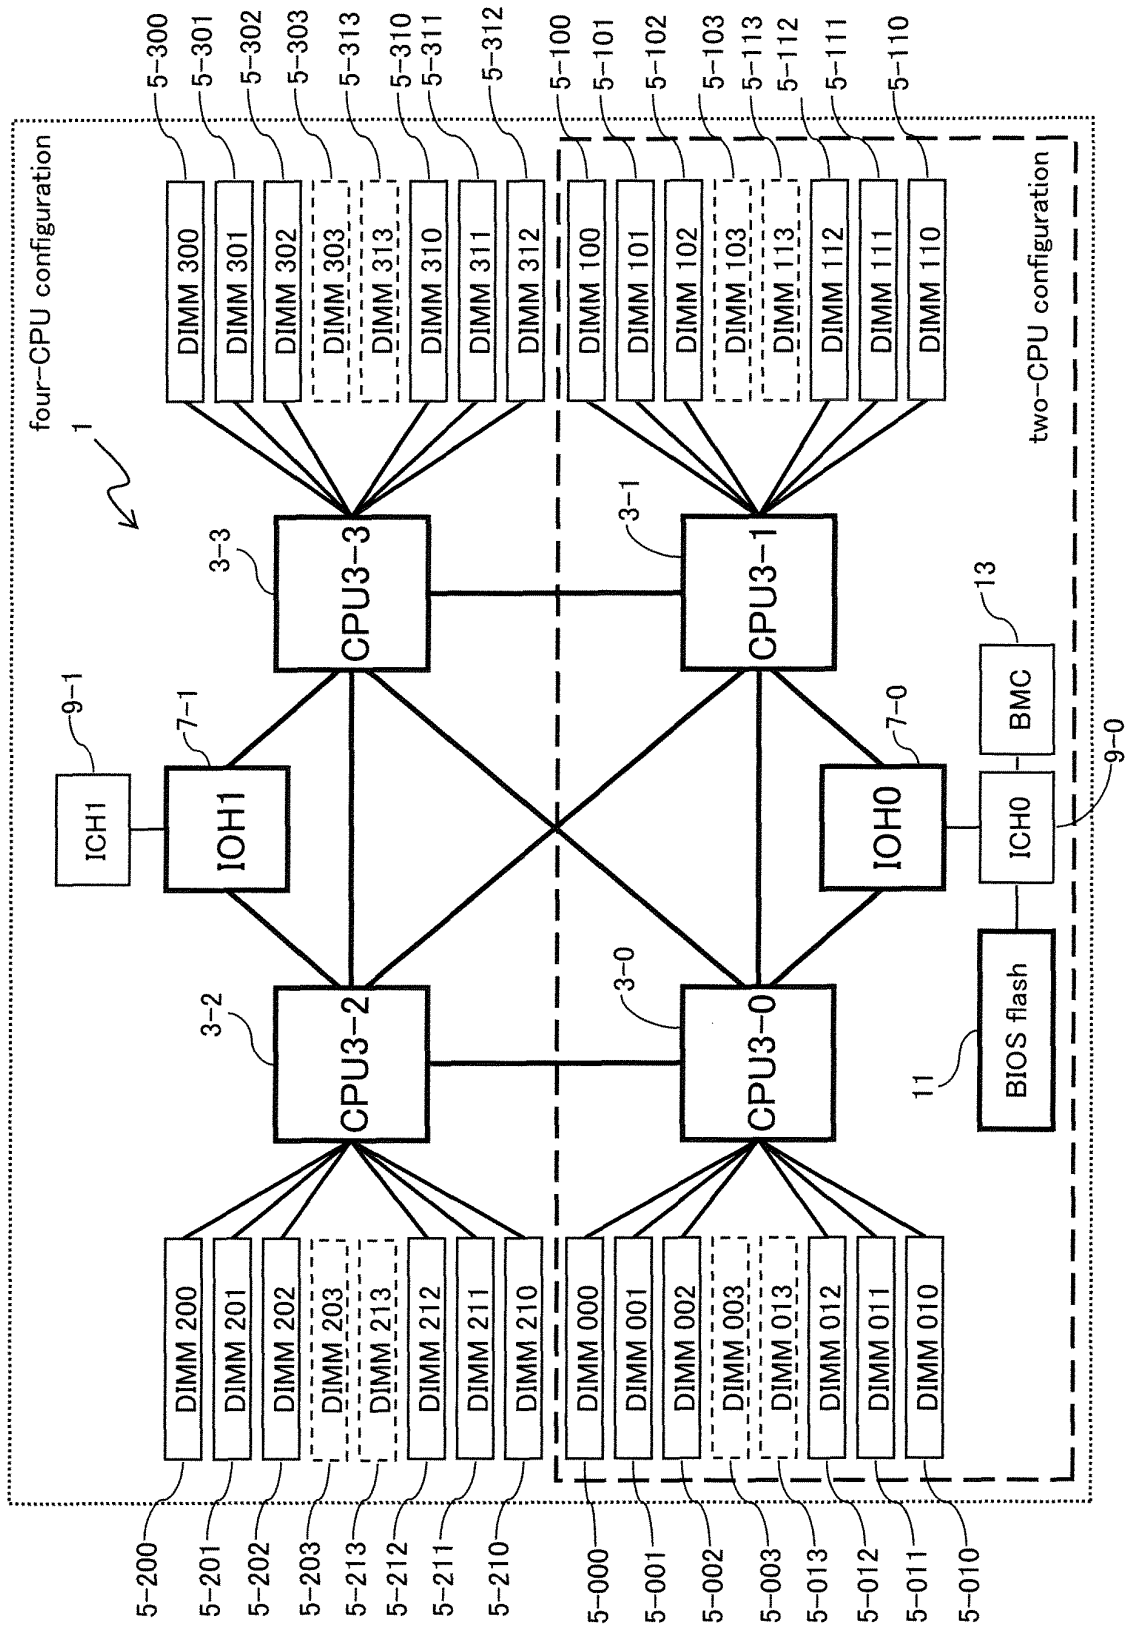 four-CPU configuration
1
ICH1
9-1
5-200
DIMM 200
DIMM 300
5-300
5-201
DIMM 201
DIMM 301
5-301
5-202
DIMM 202
DIMM 302
5-302
5-203
DIMM 203
DIMM 303
5-303
5-213
DIMM 213
DIMM 313
5-313
5-212
DIMM 212
DIMM 310
5-310
5-211
DIMM 211
DIMM 311
5-311
5-210
DIMM 210
DIMM 312
5-312
IOH1
7-1
3-2
CPU3-2
3-3
CPU3-3
5-000
DIMM 000
DIMM 100
5-100
5-001
DIMM 001
DIMM 101
5-101
5-002
DIMM 002
DIMM 102
5-102
5-003
DIMM 003
DIMM 103
5-103
5-013
DIMM 013
DIMM 113
5-113
5-012
DIMM 012
DIMM 112
5-112
5-011
DIMM 011
DIMM 111
5-111
5-010
DIMM 010
DIMM 110
5-110
3-0
CPU3-0
3-1
CPU3-1
IOH0
7-0
11
BIOS flash
ICH0
BMC
13
9-0
two-CPU configuration